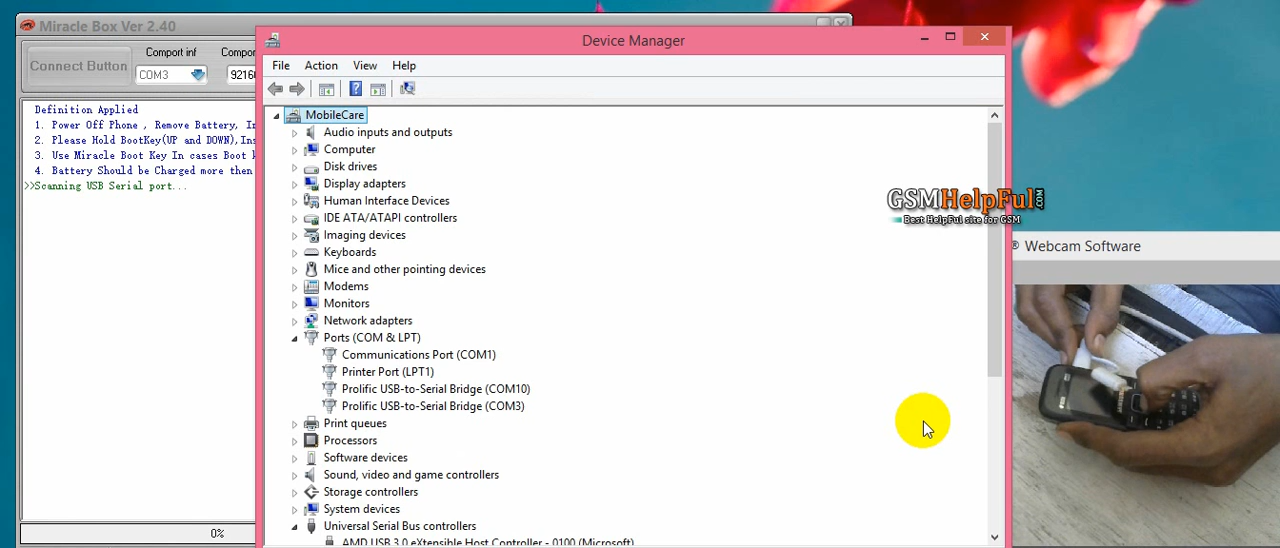 Miracle Box Ver 2.40
Connect Button
Comport inf
COM3
Definition Applied
1. Power Off Phone , Remove Battery,
2. Please Hold BootKey(UP and DOWN),
3. Use Miracle Boot Key In cases Boot
4. Battery Should be Charged more then
>>Scanning USB Serial port...
0%
Device Manager
File Action View Help
MobileCare
Audio inputs and outputs
Computer
Disk drives
Display adapters
Human Interface Devices
IDE ATA/ATAPI controllers
Imaging devices
Keyboards
Mice and other pointing devices
Modems
Monitors
Network adapters
Ports (COM & LPT)
Communications Port (COM1)
Printer Port (LPT1)
Prolific USB-to-Serial Bridge (COM10)
Prolific USB-to-Serial Bridge (COM3)
Print queues
Processors
Software devices
Sound, video and game controllers
Storage controllers
System devices
Universal Serial Bus controllers
AMD USB 3.0 eXtensible Host Controller - 0100 (Microsoft)
GSMHelpFul.COM
Best HelpFul site for GSM
® Webcam Software